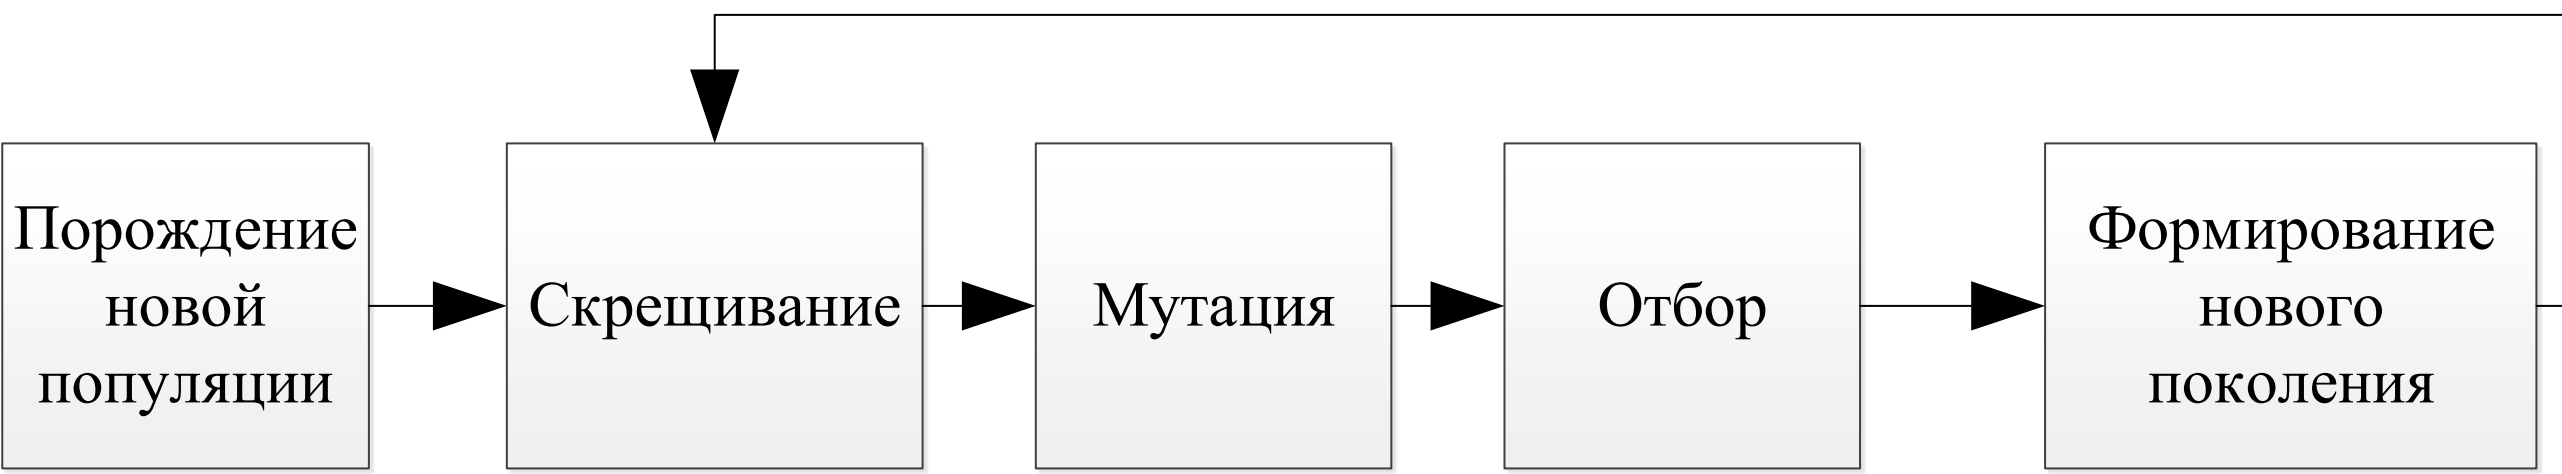 Порождение
новой
популяции
Скрещивание
Мутация
Отбор
Формирование
нового
поколения